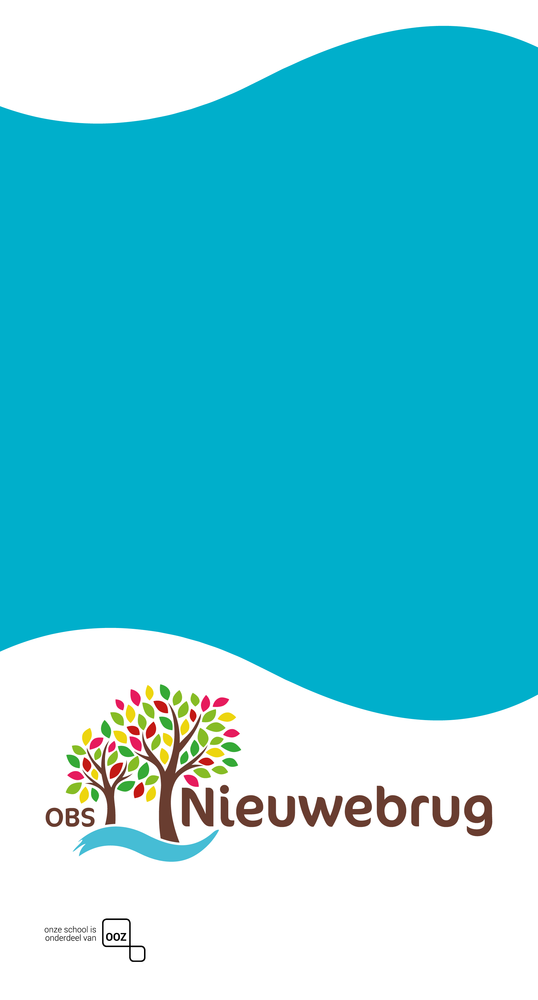 OBS Nieuwebrug
onze school is
onderdeel van
ooz